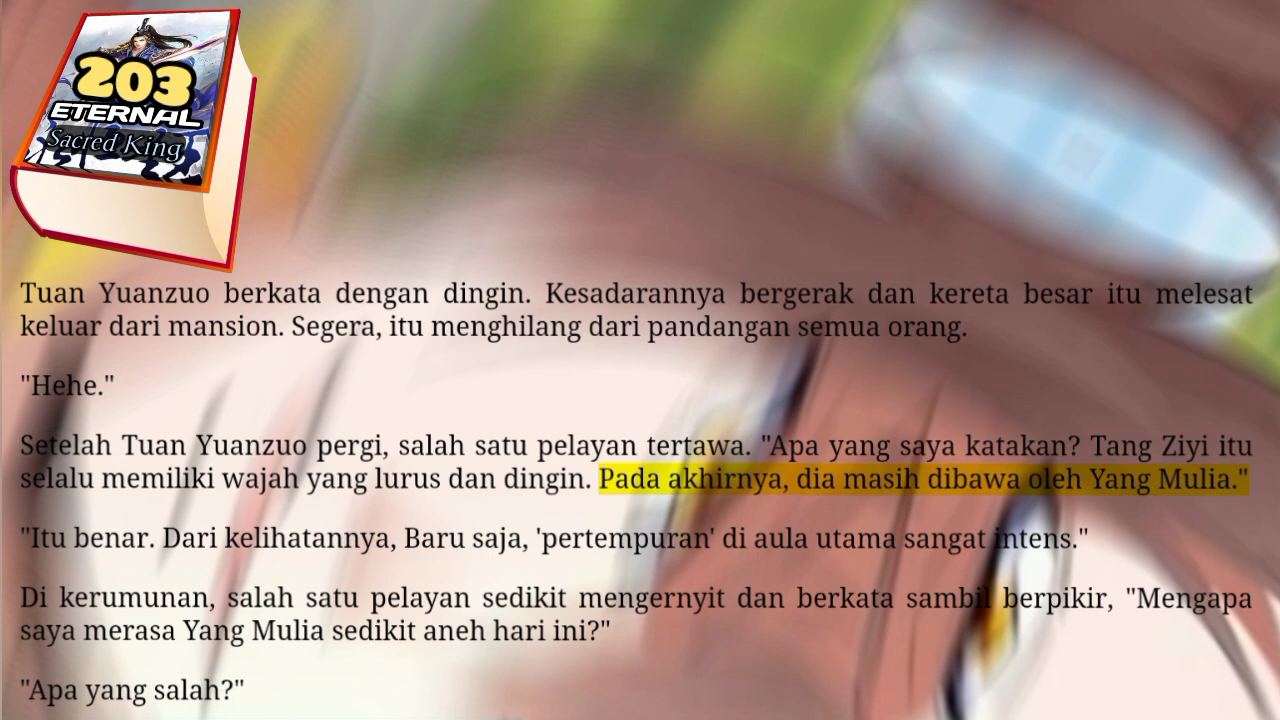 203
ETERNAL
Sacred King
Tuan Yuanzuo berkata dengan dingin. Kesadarannya bergerak dan kereta besar itu melesat
keluar dari mansion. Segera, itu menghilang dari pandangan semua orang.
"Hehe."
Setelah Tuan Yuanzuo pergi, salah satu pelayan tertawa. "Apa yang saya katakan? Tang Ziyi itu
selalu memiliki wajah yang lurus dan dingin. Pada akhirnya, dia masih dibawa oleh Yang Mulia."
"Itu benar. Dari kelihatannya, Baru saja, 'pertempuran' di aula utama sangat intens."
Di kerumunan, salah satu pelayan sedikit mengernyit dan berkata sambil berpikir, "Mengapa
saya merasa Yang Mulia sedikit aneh hari ini?"
"Apa yang salah?"